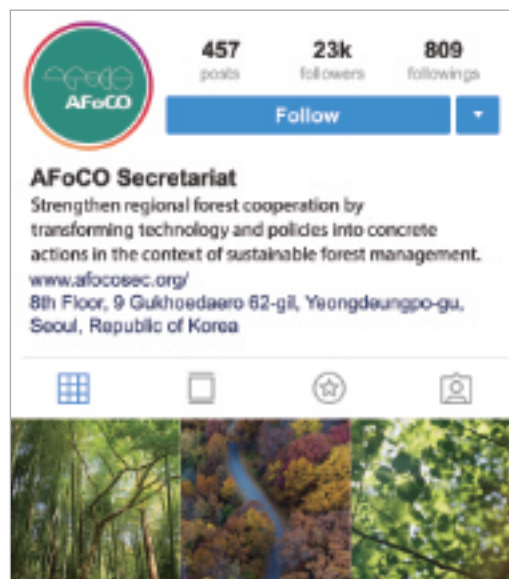 457 23k 809
posts followers followings
AFoCO
Follow
AFoCO Secretariat
Strengthen regional forest cooperation by
transforming technology and policies into concrete
actions in the context of sustainable forest management.
www.afocosec.org/
8th Floor, 9 Gukhoedaero 62-gil, Yeongdeungpo-gu,
Seoul, Republic of Korea